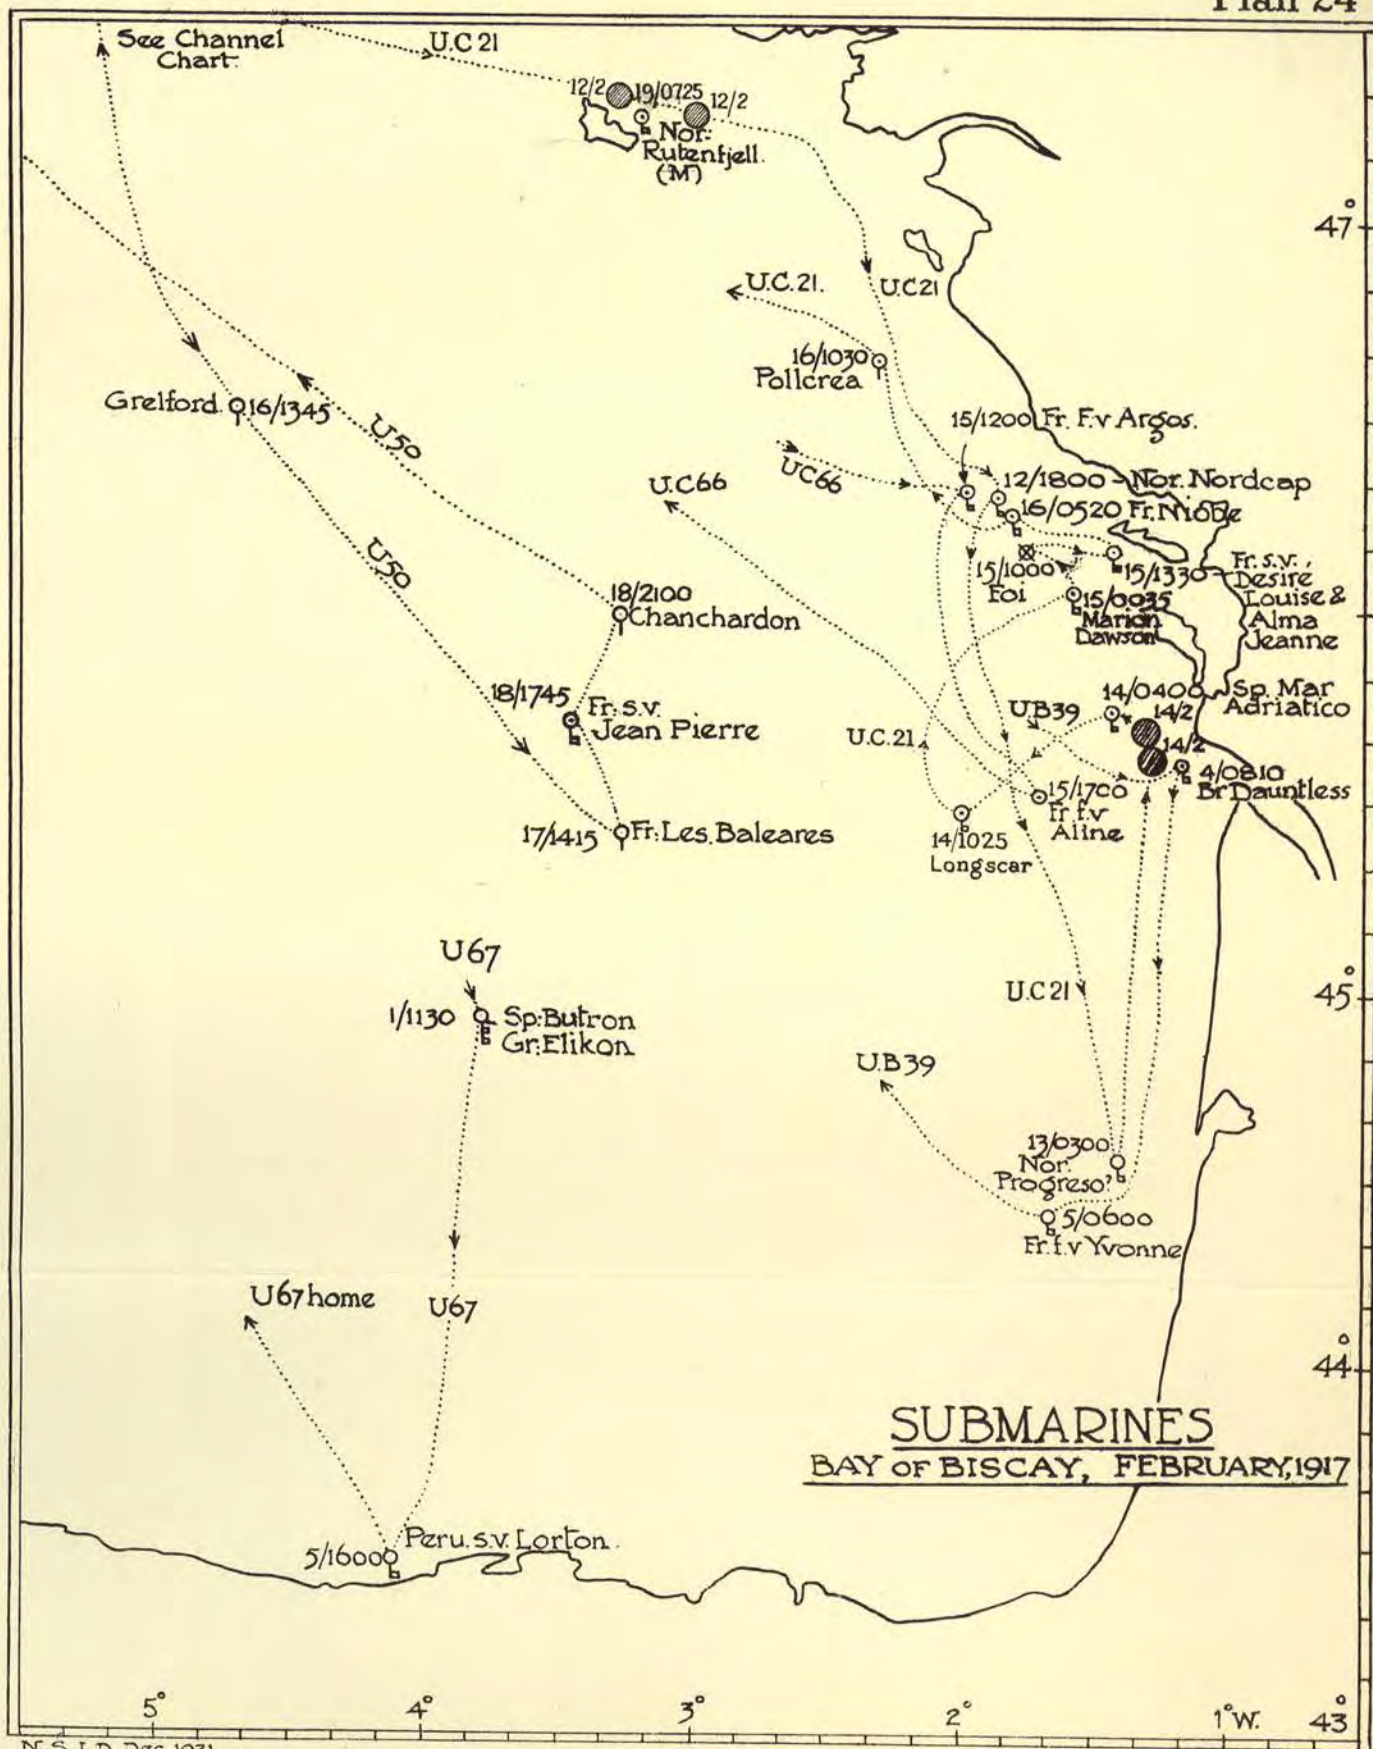 Plan 24
See Channel
Chart.
U.C 21
12/2
19/0725
12/2
Nor:
Rutenfjell.
(M)
47°
U.C. 21.
U.C21
16/1030
Pollcrea
Grelford.
16/1345
U50
15/1200 Fr. F.v Argos.
UC66
U.C66
12/1800 - Nor. Nordcap
16/0520 Fr. Niobe
U50
15/1000
Foi
15/1330
Fr. s.v.,
Desire
Louise &
Alma
Jeanne
15/0035
Marion
Dawson
18/2100
Chanchardon
18/1745
Fr. s.v.
Jean Pierre
14/0400
Sp. Mar
Adriatico
14/2
U.B39
U.C. 21
14/2
4/0810
Br Dauntless
15/1700
Fr. f.v
Aline
17/1415
Fr: Les. Baleares
14/1025
Longscar
U67
1/1130
Sp: Butron
Gr: Elikon
U.C 21
45°
U.B39
13/0300
Nor.
Progreso?
5/0600
Fr. f.v Yvonne
U67 home
U67
44°
SUBMARINES
BAY OF BISCAY, FEBRUARY, 1917
Peru. s.v. Lorton.
5/1600
5°
4°
3°
2°
1°W.
43°
N.S.I.D. Dec. 1931